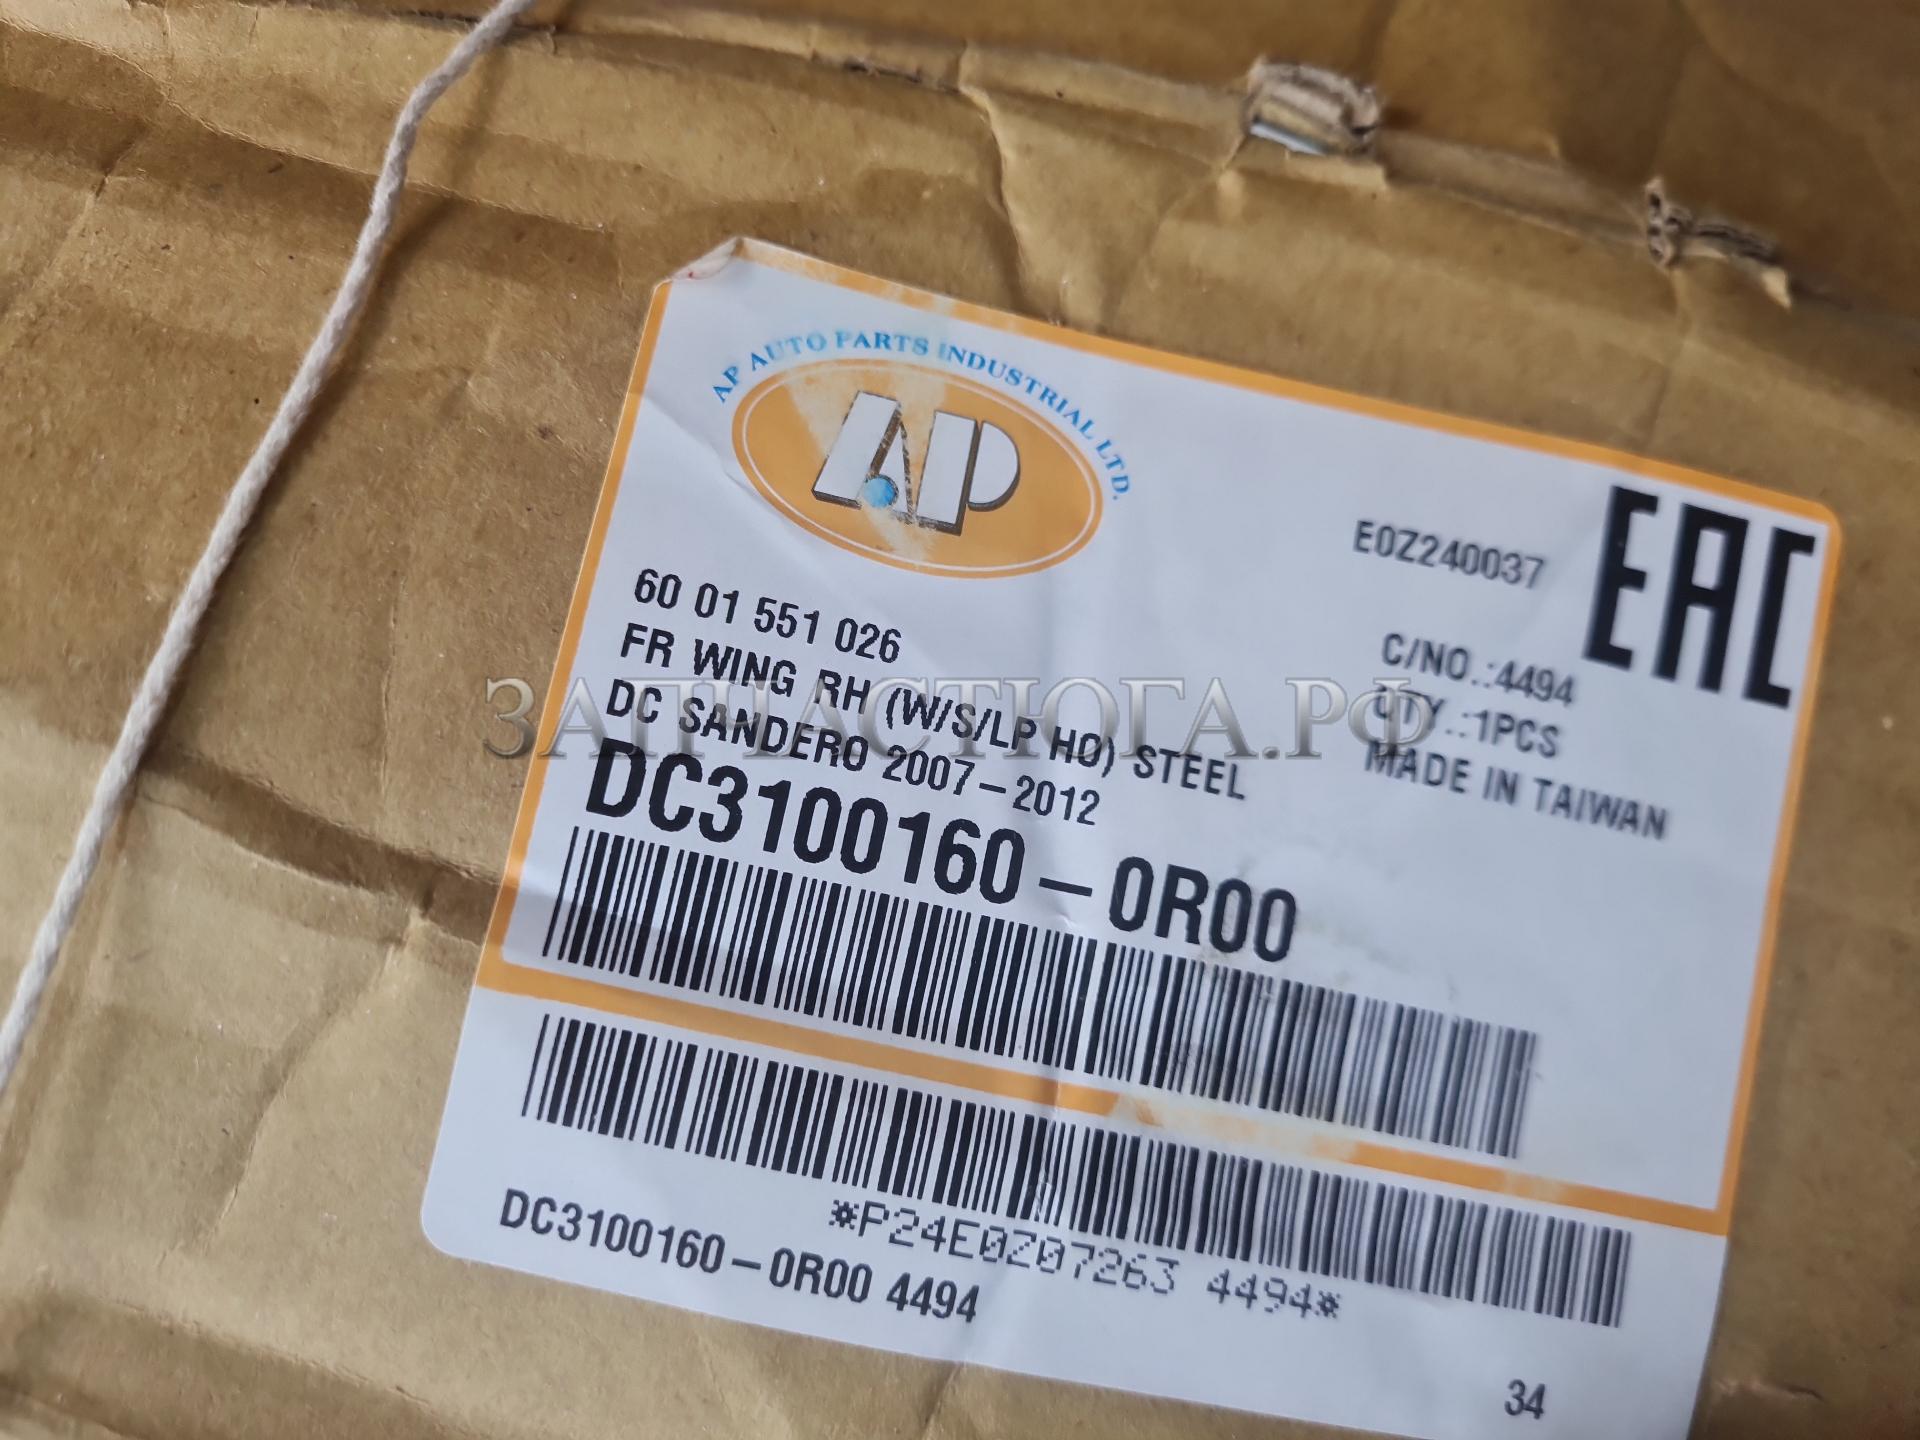 AP AUTO PARTS INDUSTRIAL LTD.
AP
E0Z240037
EAC
60 01 551 026
FR WING RH (W/S/LP HO) STEEL
DC SANDERO 2007-2012
C/NO.:4494
QTY.:1PCS
MADE IN TAIWAN
ЗАПЧАСТЮГА.РФ
DC3100160-0R00
*P24E0Z07263 4494*
DC3100160-0R00 4494
34